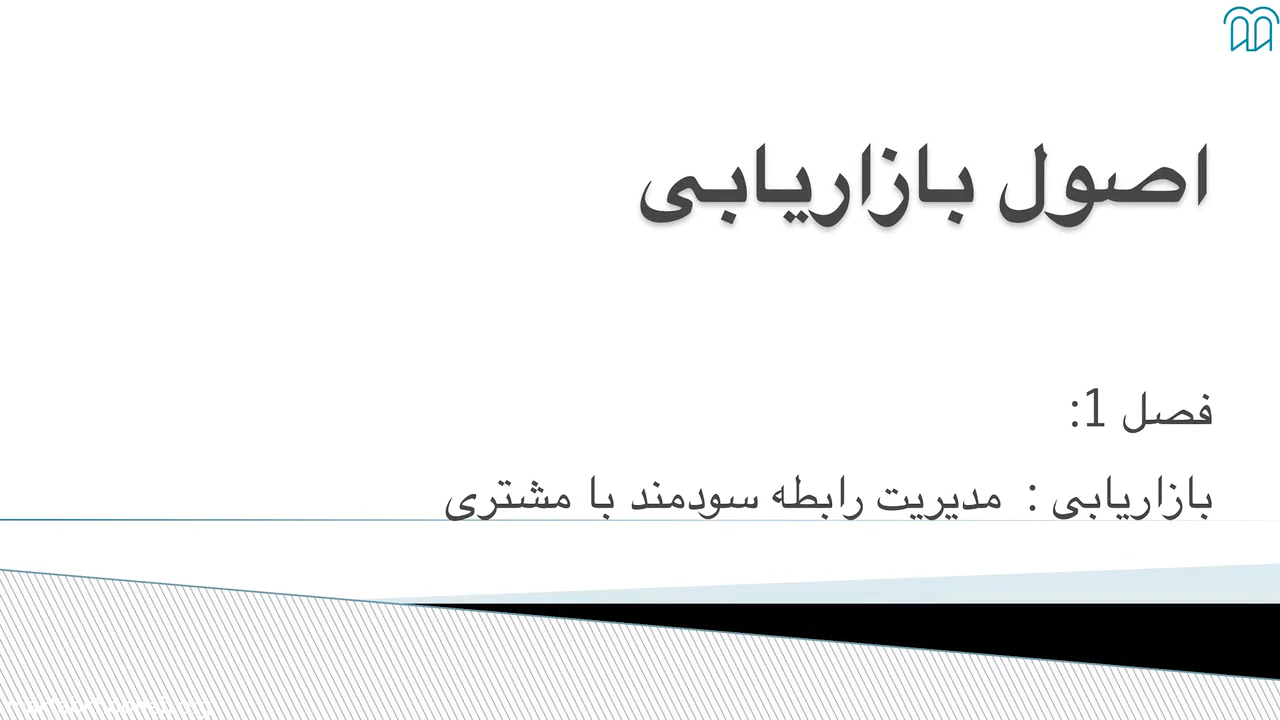 اصول بازاریابی
فصل 1:
بازاریابی : مدیریت رابطه سودمند با مشتری